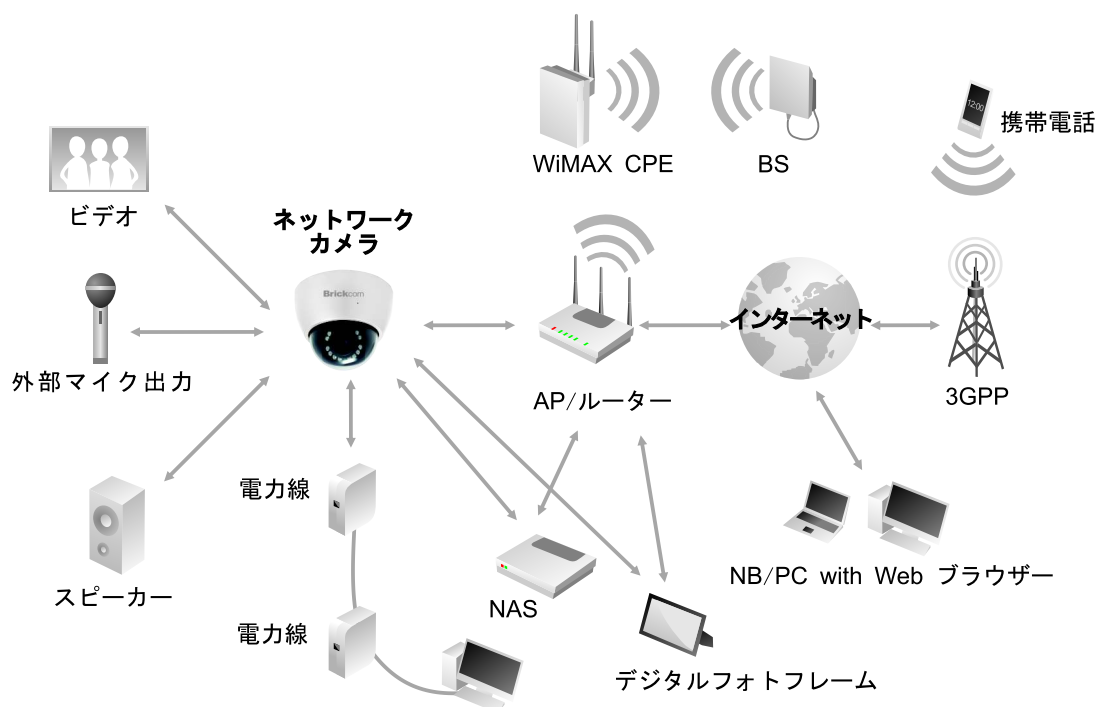 12:00
携帯電話
WiMAX CPE
BS
ビデオ
ネットワーク
カメラ
Brickcom
インターネット
外部マイク出力
AP/ルーター
3GPP
電力線
スピーカー
NAS
NB/PC with Web ブラウザー
電力線
デジタルフォトフレーム